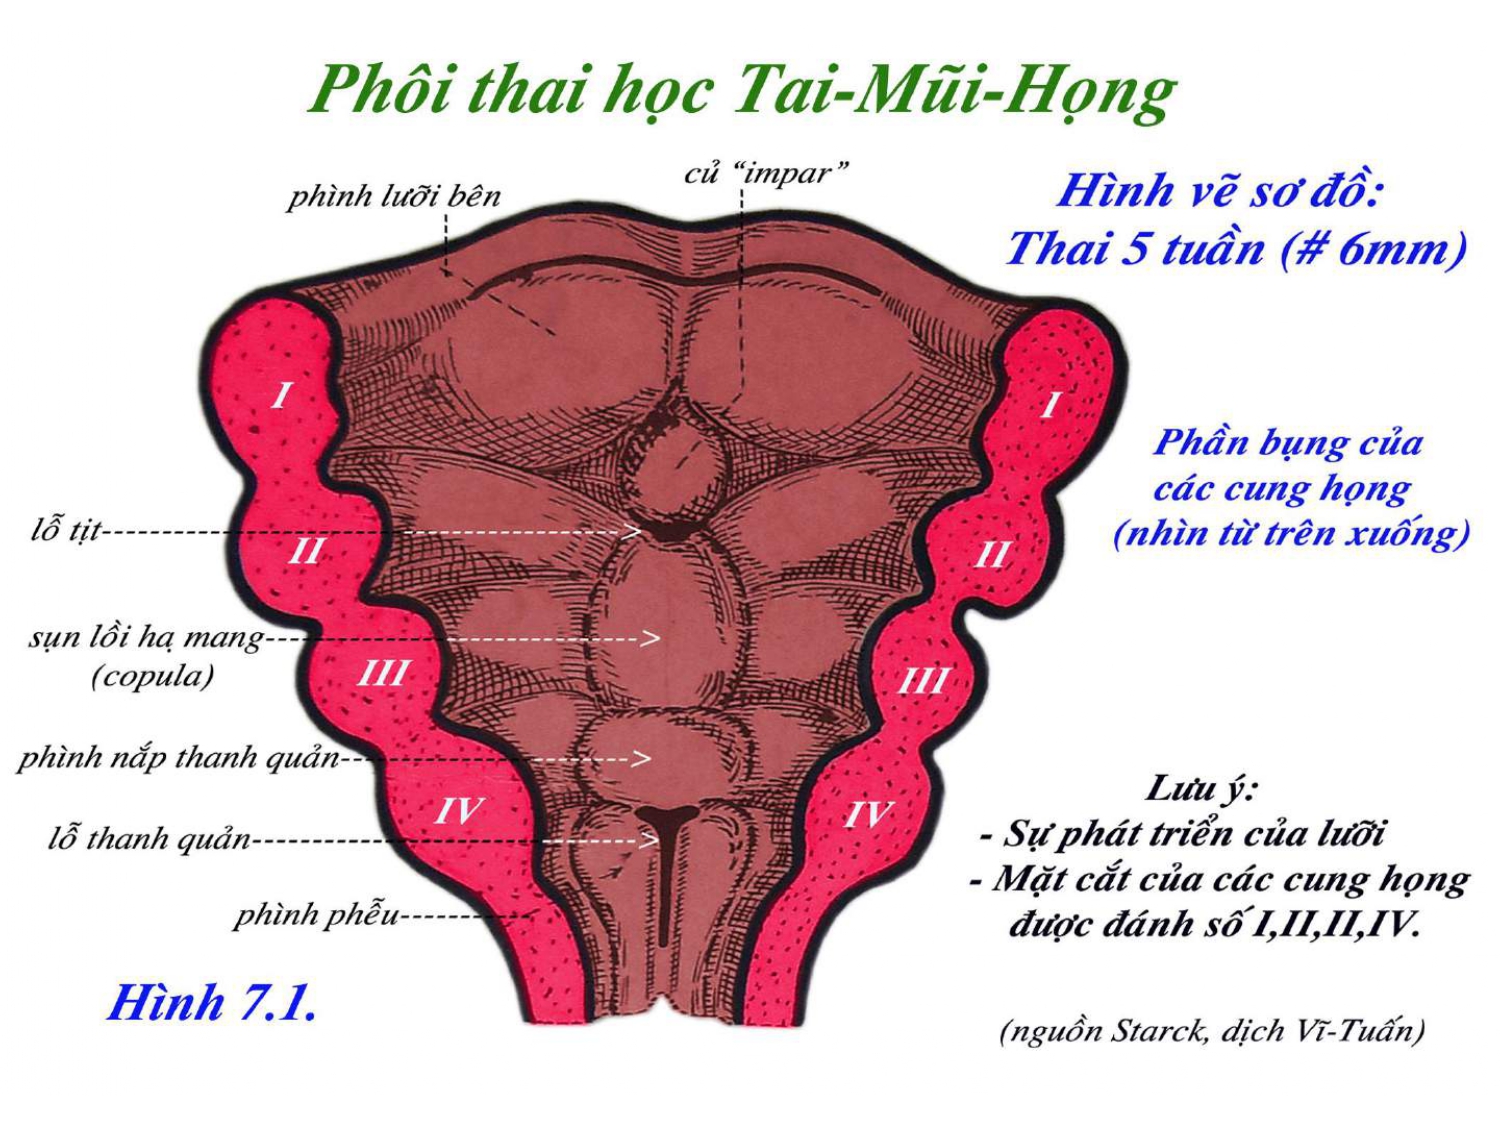 Phôi thai học Tai-Mũi-Họng
củ “impar”
phình lưỡi bên
Hình vẽ sơ đồ:
Thai 5 tuần (# 6mm)
I
I
Phần bụng của
các cung họng
(nhìn từ trên xuống)
lỗ tịt
II
II
sụn lồi hạ mang
(copula)
III
III
phình nắp thanh quản
Lưu ý:
IV
IV
- Sự phát triển của lưỡi
lỗ thanh quản
- Mặt cắt của các cung họng
được đánh số I,II,II,IV.
phình phễu
Hình 7.1.
(nguồn Starck, dịch Vĩ-Tuấn)